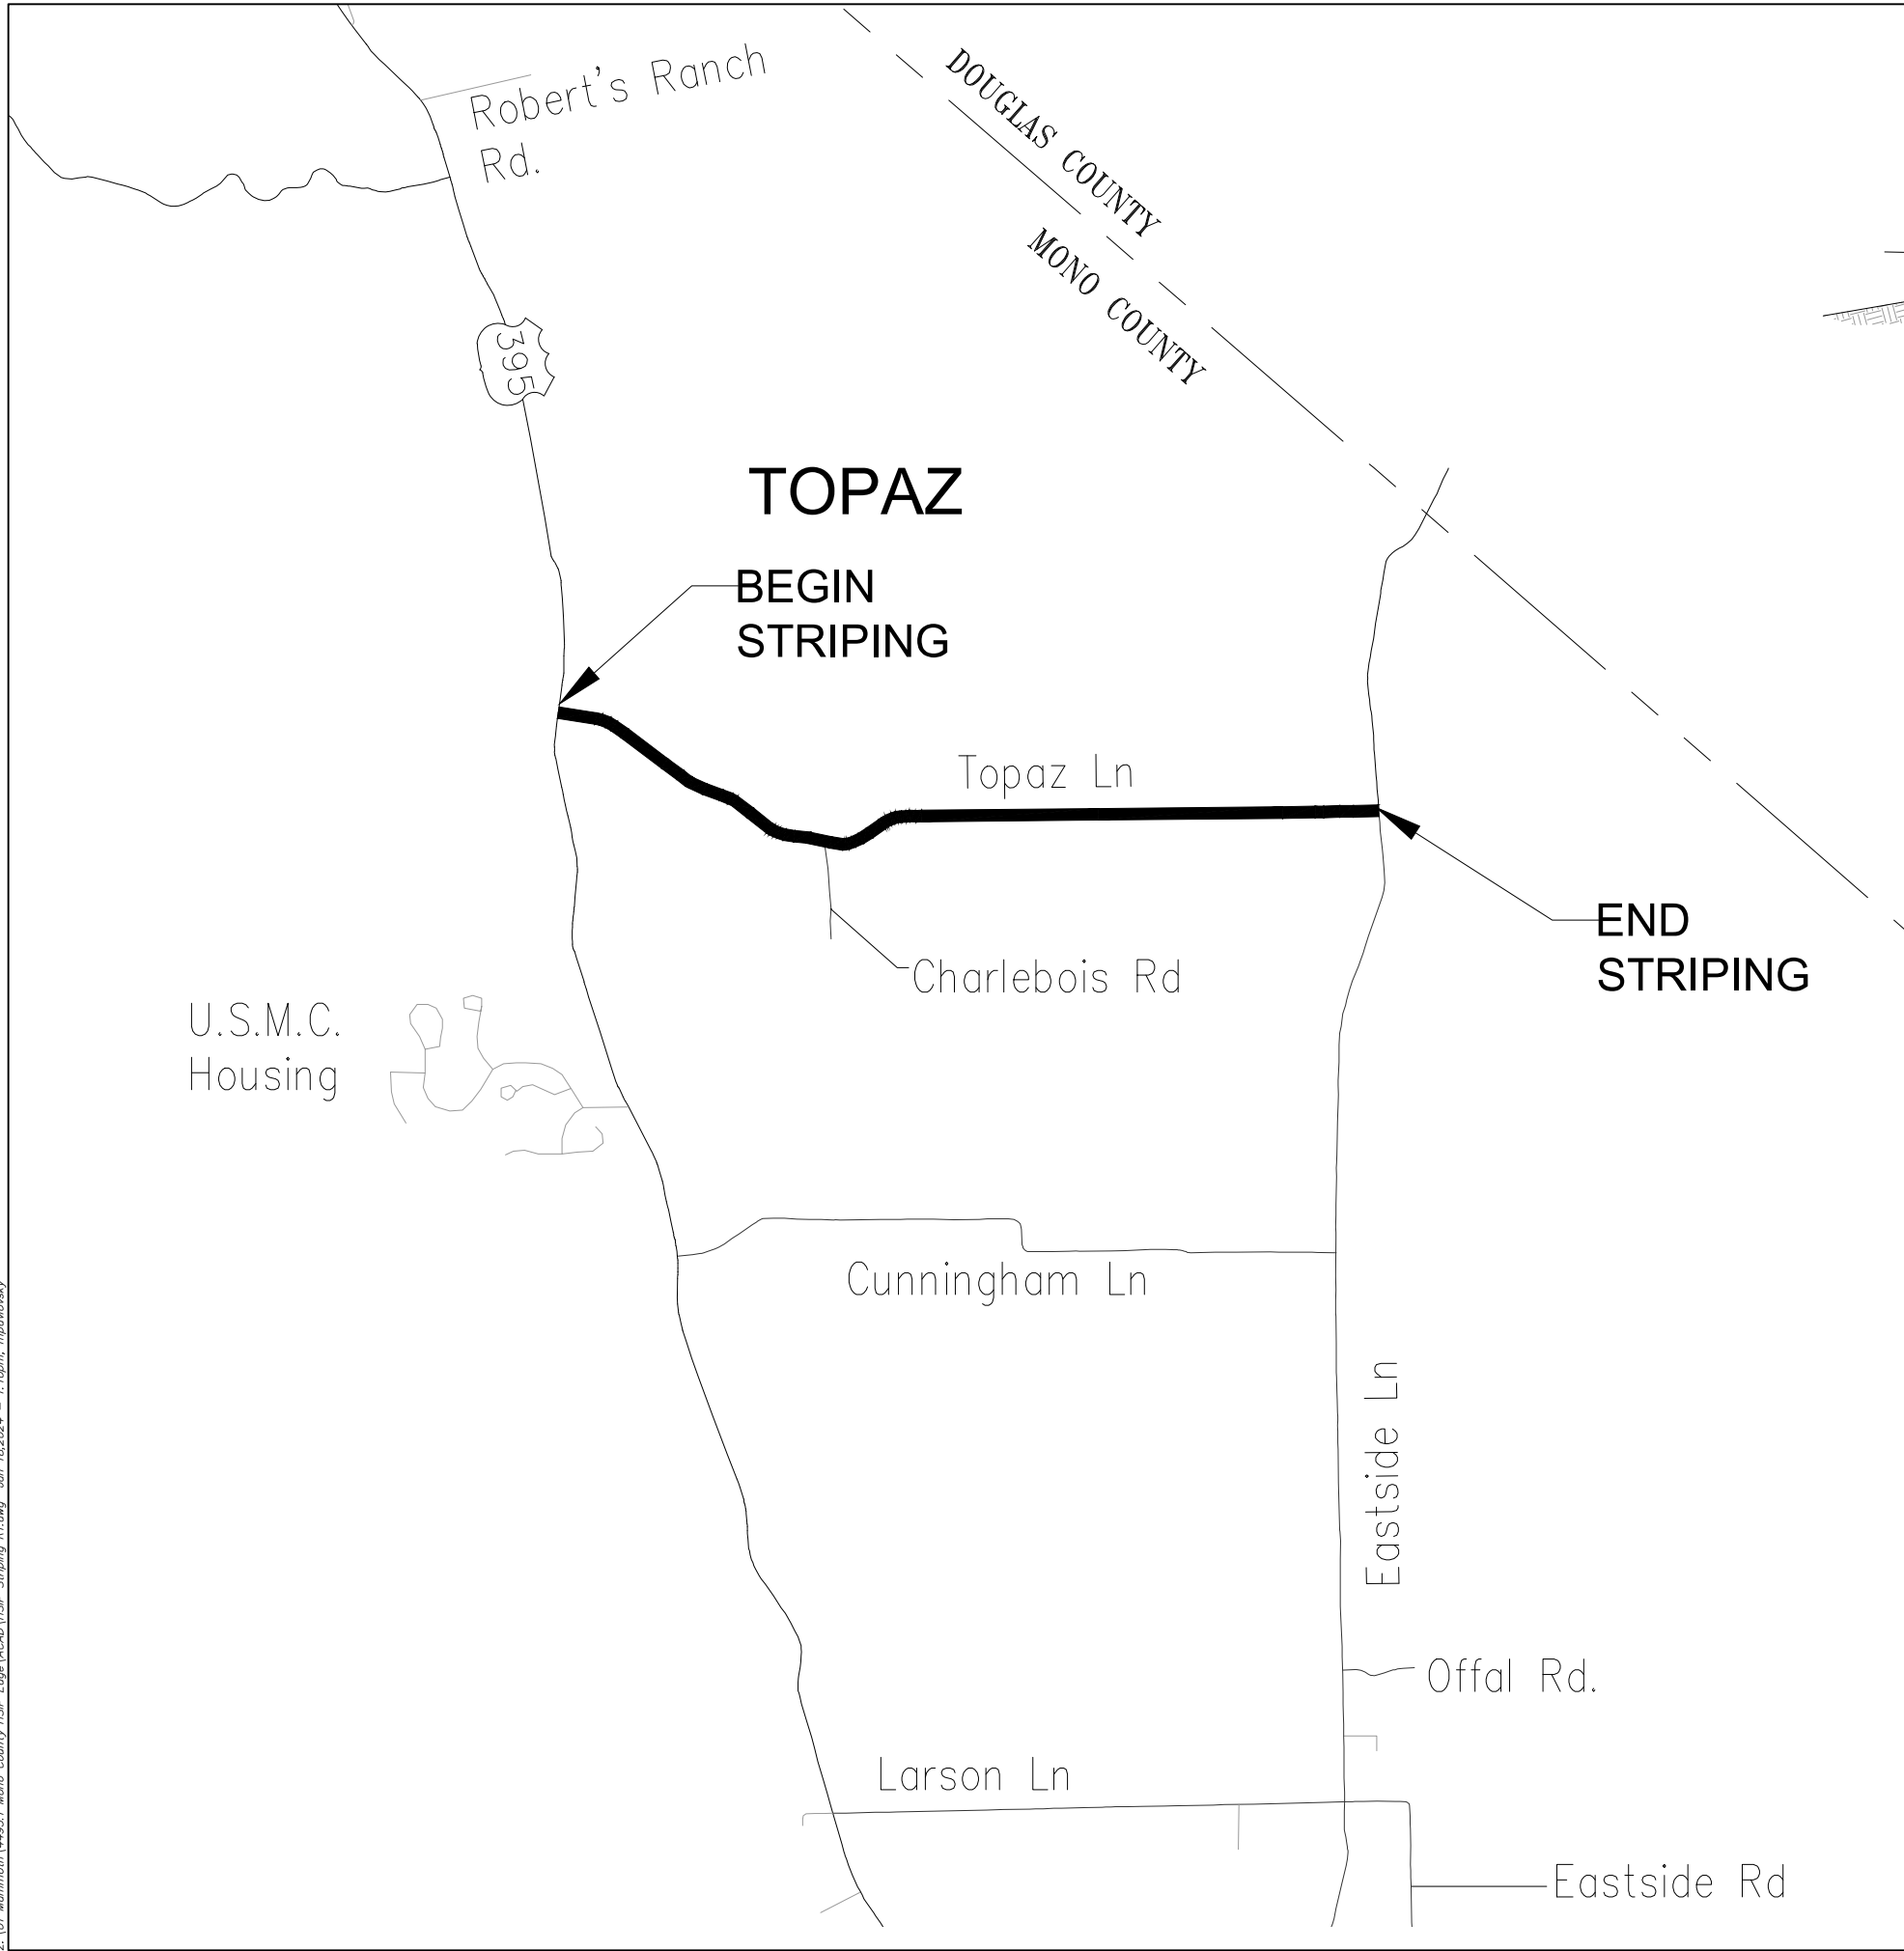 Robert's Ranch
Rd.
DOUGLAS COUNTY
MONO COUNTY
395
TOPAZ
BEGIN
STRIPING
Topaz Ln
END
STRIPING
Charlebois Rd
U.S.M.C.
Housing
Cunningham Ln
Eastside Ln
Offal Rd.
Larson Ln
Eastside Rd